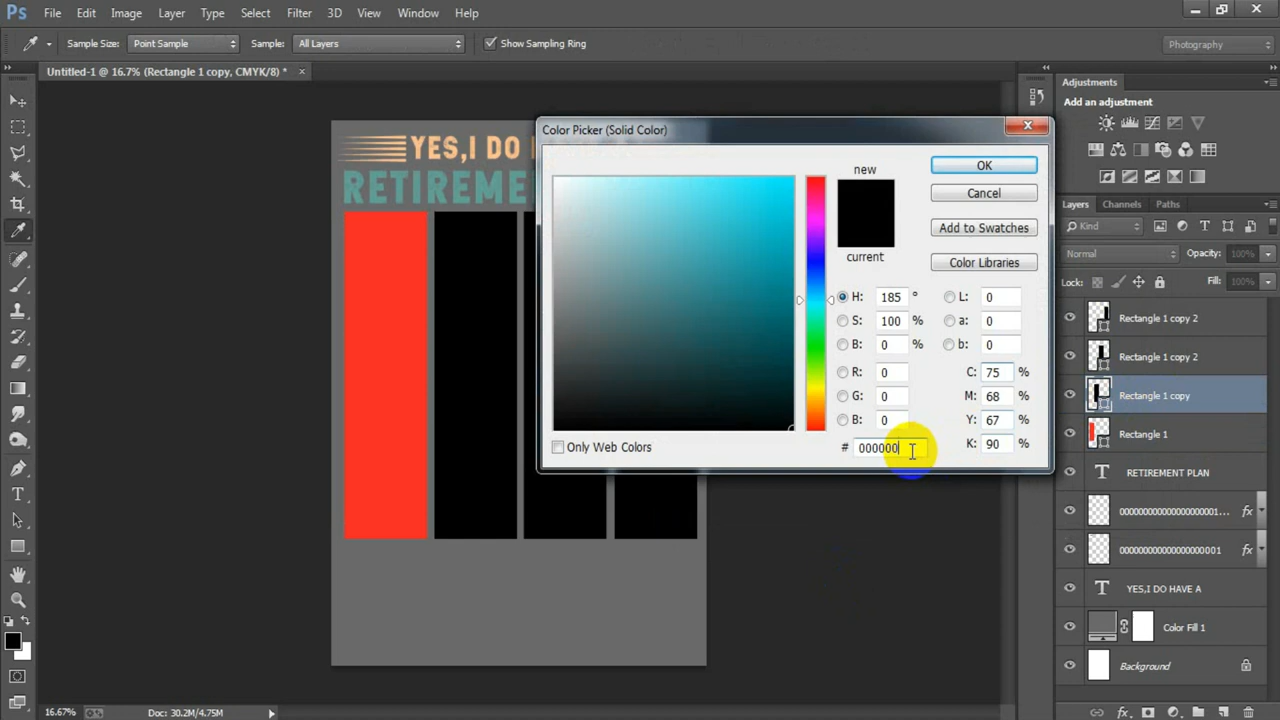 Ps File Edit Image Layer Type Select Filter 3D View Window Help
Sample Size: Point Sample Sample: All Layers Show Sampling Ring Photography
Untitled-1 @ 16.7% (Rectangle 1 copy, CMYK/8) * ×
Adjustments
Add an adjustment
YES,I DO
RETIREME
Color Picker (Solid Color)
new
current
OK
Cancel
Add to Swatches
Color Libraries
H: 185 ° L: 0
S: 100 % a: 0
B: 0 % b: 0
R: 0 C: 75 %
G: 0 M: 68 %
B: 0 Y: 67 %
# 000000 K: 90 %
Only Web Colors
Layers Channels Paths
Kind
Normal Opacity: 100%
Lock: Fill: 100%
Rectangle 1 copy 2
Rectangle 1 copy 2
Rectangle 1 copy
Rectangle 1
T RETIREMENT PLAN
0000000000000000001... fx
0000000000000000001 fx
T YES,I DO HAVE A
Color Fill 1
Background
16.67% Doc: 30.2M/4.75M